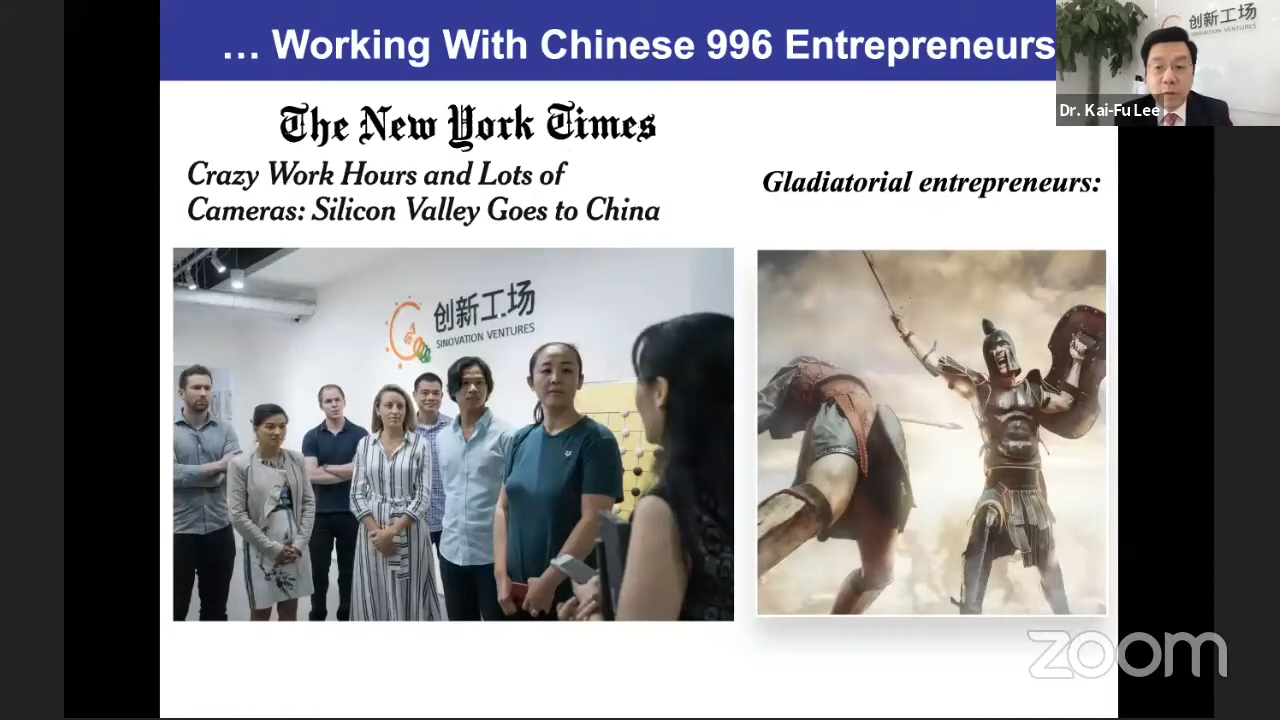 … Working With Chinese 996 Entrepreneurs
创新工场
SINOVATION VENTURES
Dr. Kai-Fu Lee
The New York Times
Crazy Work Hours and Lots of
Cameras: Silicon Valley Goes to China
Gladiatorial entrepreneurs:
创新工场
SINOVATION VENTURES
zoom